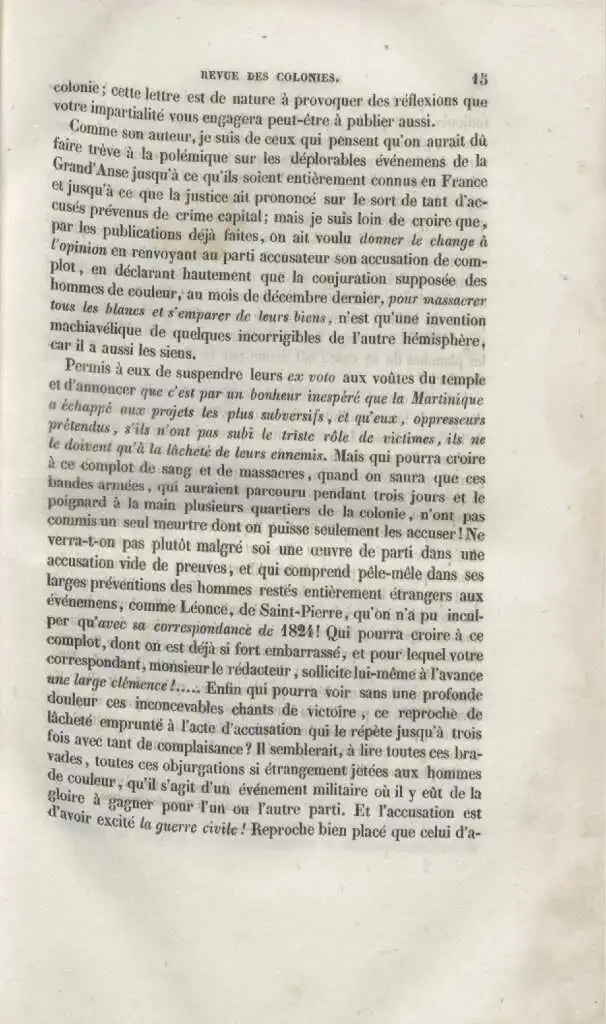 REVUE DES COLONIES. 15
colonie ; cette lettre est de nature à provoquer des réflexions que
votre impartialité vous engagera peut-être à publier aussi.
Comme son auteur, je suis de ceux qui pensent qu'on aurait dû
faire trêve à la polémique sur les déplorables événemens de la
Grand'Anse jusqu'à ce qu'ils soient entièrement connus en France
et jusqu'à ce que la justice ait prononcé sur le sort de tant d'ac-
cusés prévenus de crime capital ; mais je suis loin de croire que,
par les publications déjà faites, on ait voulu donner le change à
l'opinion en renvoyant au parti accusateur son accusation de com-
plot, en déclarant hautement que la conjuration supposée des
hommes de couleur, au mois de décembre dernier, pour massacrer
tous les blancs et s'emparer de leurs biens, n'est qu'une invention
machiavélique de quelques incorrigibles de l'autre hémisphère,
car il a aussi les siens.
Permis à eux de suspendre leurs ex voto aux voûtes du temple
et d'annoncer que c'est par un bonheur inespéré que la Martinique
a échappé aux projets les plus subversifs, et qu'eux, oppresseurs
prétendus, s'ils n'ont pas subi le triste rôle de victimes, ils ne
le doivent qu'à la lâcheté de leurs ennemis. Mais qui pourra croire
à ce complot de sang et de massacres, quand on saura que ces
bandes armées, qui auraient parcouru pendant trois jours et le
poignard à la main plusieurs quartiers de la colonie, n'ont pas
commis un seul meurtre dont on puisse seulement les accuser ! Ne
verra-t-on pas plutôt malgré soi une œuvre de parti dans une
accusation vide de preuves, et qui comprend pêle-mêle dans ses
larges préventions des hommes restés entièrement étrangers aux
événemens, comme Léonce, de Saint-Pierre, qu'on n'a pu incul-
per qu'avec sa correspondance de 1824 ! Qui pourra croire à ce
complot, dont on est déjà si fort embarrassé, et pour lequel votre
correspondant, monsieur le rédacteur, sollicite lui-même à l'avance
une large clémence !..... Enfin qui pourra voir sans une profonde
douleur ces inconcevables chants de victoire, ce reproche de
lâcheté emprunté à l'acte d'accusation qui le répète jusqu'à trois
fois avec tant de complaisance ? Il semblerait, à lire toutes ces bra-
vades, toutes ces objurgations si étrangement jetées aux hommes
de couleur, qu'il s'agit d'un événement militaire où il y eût de la
gloire à gagner pour l'un ou l'autre parti. Et l'accusation est
d'avoir excité la guerre civile ! Reproche bien placé que celui d'a-